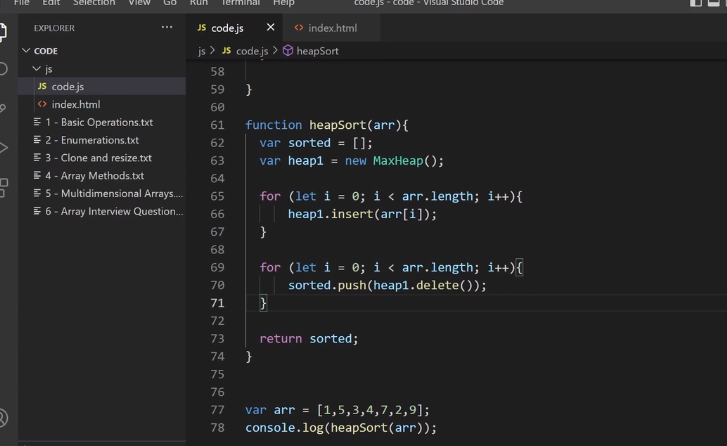 File Edit Selection View Go Run Terminal Help code.js - code - Visual Studio Code
EXPLORER ···
CODE
js
JS code.js
<> index.html
1 - Basic Operations.txt
2 - Enumerations.txt
3 - Clone and resize.txt
4 - Array Methods.txt
5 - Multidimensional Arrays....
6 - Array Interview Question...
JS code.js × <> index.html
js > JS code.js > heapSort
58
59 }
60
61 function heapSort(arr){
62 var sorted = [];
63 var heap1 = new MaxHeap();
64
65 for (let i = 0; i < arr.length; i++){
66 heap1.insert(arr[i]);
67 }
68
69 for (let i = 0; i < arr.length; i++){
70 sorted.push(heap1.delete());
71 }
72
73 return sorted;
74 }
75
76
77 var arr = [1,5,3,4,7,2,9];
78 console.log(heapSort(arr));